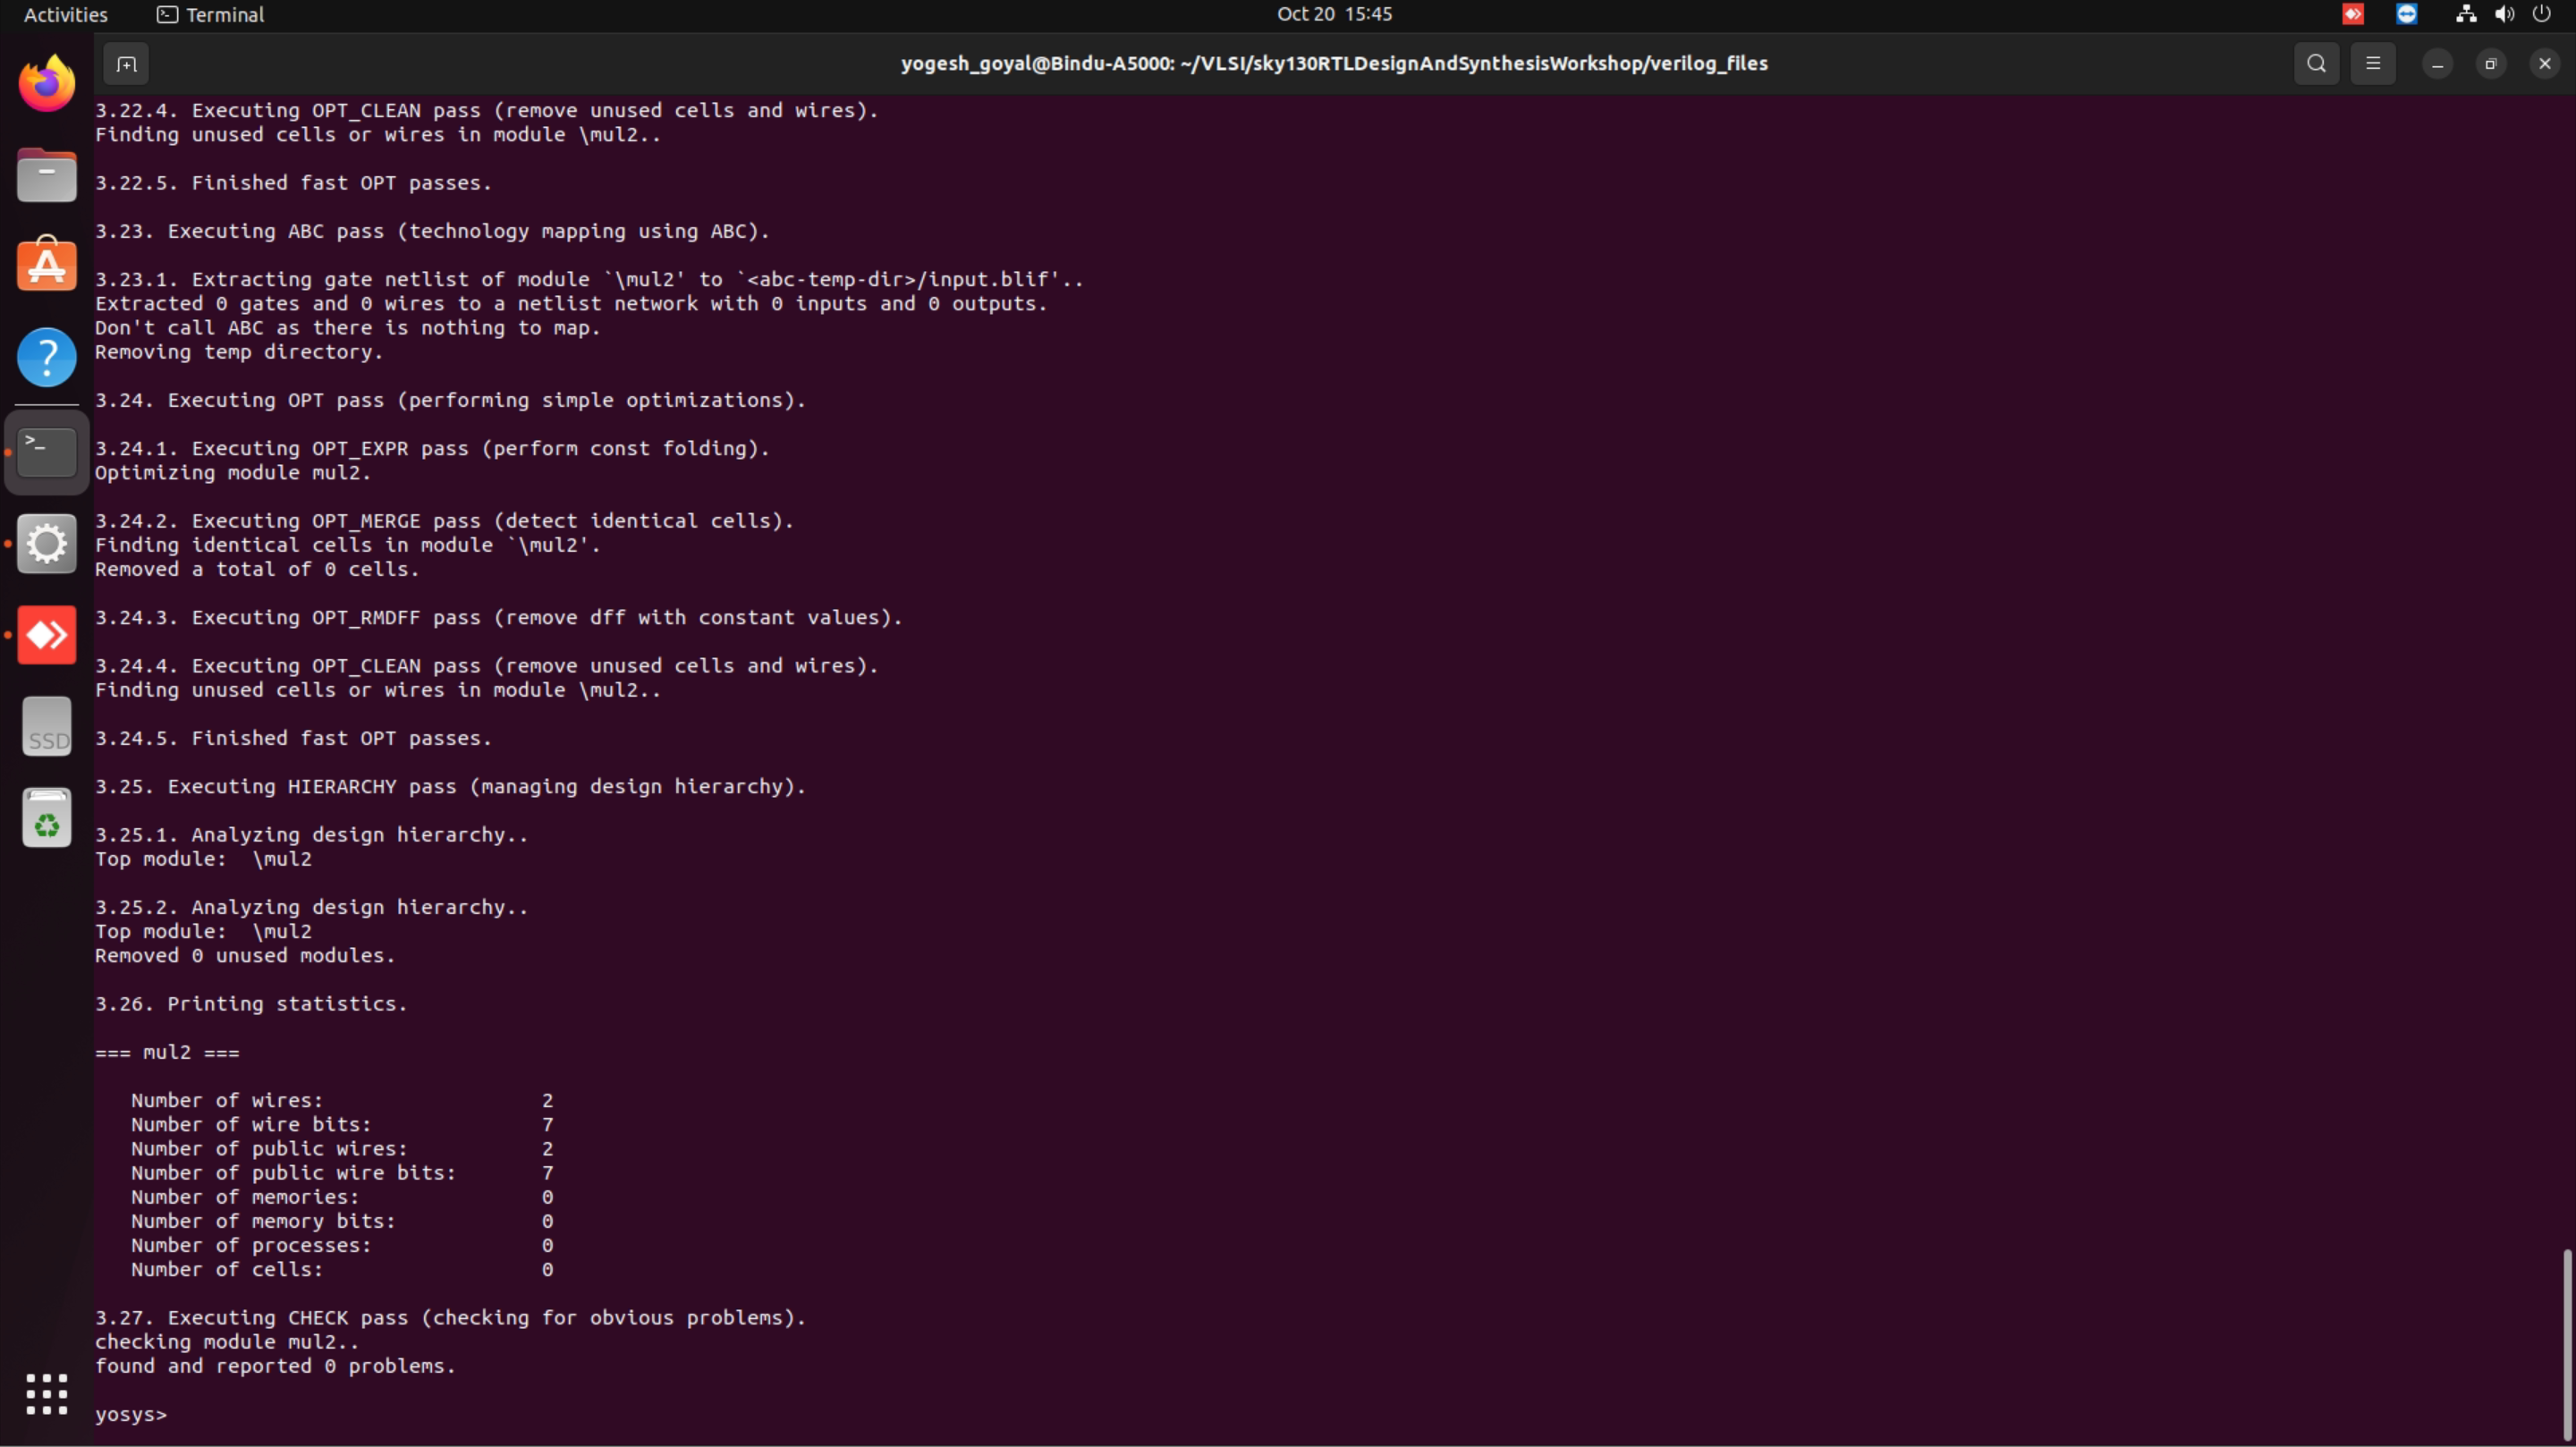 Activities
Terminal
Oct 20 15:45
yogesh_goyal@Bindu-A5000: ~/VLSI/sky130RTLDesignAndSynthesisWorkshop/verilog_files
3.22.4. Executing OPT_CLEAN pass (remove unused cells and wires).
Finding unused cells or wires in module \mul2..
3.22.5. Finished fast OPT passes.
3.23. Executing ABC pass (technology mapping using ABC).
3.23.1. Extracting gate netlist of module `\mul2' to `<abc-temp-dir>/input.blif'..
Extracted 0 gates and 0 wires to a netlist network with 0 inputs and 0 outputs.
Don't call ABC as there is nothing to map.
Removing temp directory.
3.24. Executing OPT pass (performing simple optimizations).
3.24.1. Executing OPT_EXPR pass (perform const folding).
Optimizing module mul2.
3.24.2. Executing OPT_MERGE pass (detect identical cells).
Finding identical cells in module `\mul2'.
Removed a total of 0 cells.
3.24.3. Executing OPT_RMDFF pass (remove dff with constant values).
3.24.4. Executing OPT_CLEAN pass (remove unused cells and wires).
Finding unused cells or wires in module \mul2..
3.24.5. Finished fast OPT passes.
3.25. Executing HIERARCHY pass (managing design hierarchy).
3.25.1. Analyzing design hierarchy..
Top module:  \mul2
3.25.2. Analyzing design hierarchy..
Top module:  \mul2
Removed 0 unused modules.
3.26. Printing statistics.
=== mul2 ===
Number of wires: 2
Number of wire bits: 7
Number of public wires: 2
Number of public wire bits: 7
Number of memories: 0
Number of memory bits: 0
Number of processes: 0
Number of cells: 0
3.27. Executing CHECK pass (checking for obvious problems).
checking module mul2..
found and reported 0 problems.
yosys>
SSD